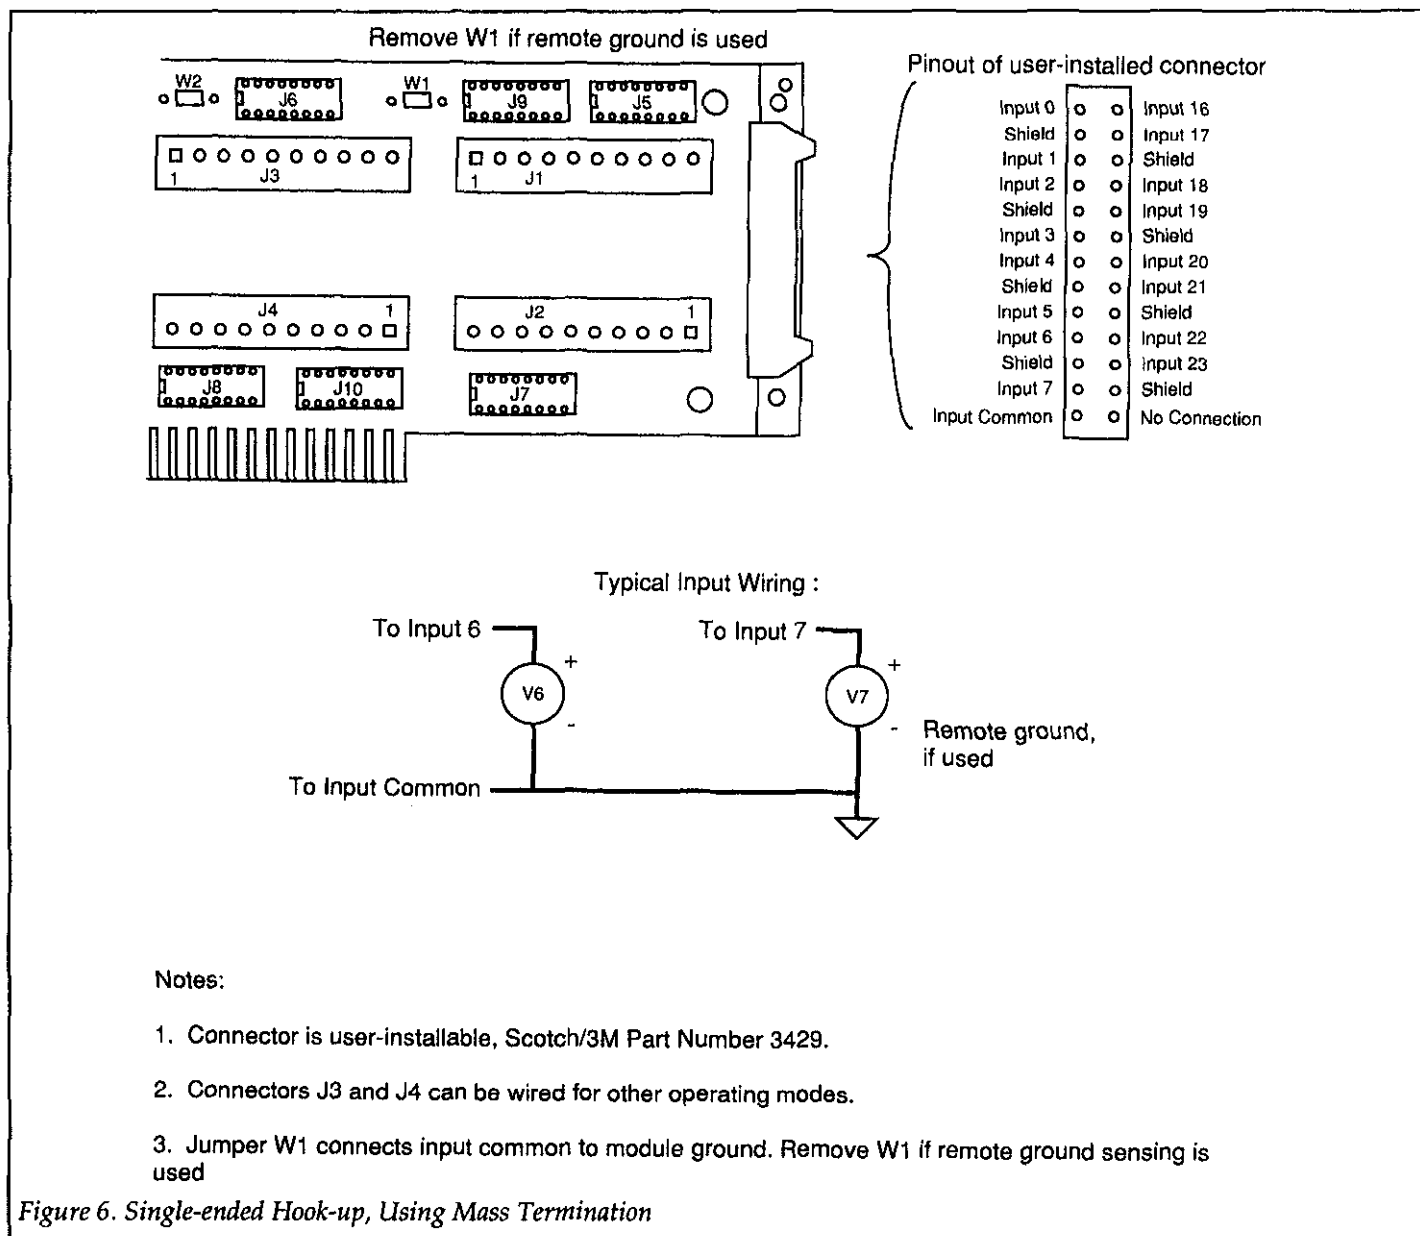 Remove W1 if remote ground is used
W2
J6
W1
J9
J5
1
J3
1
J1
J4
1
J2
1
J8
J10
J7
Pinout of user-installed connector
Input 0 Input 16
Shield Input 17
Input 1 Shield
Input 2 Input 18
Shield Input 19
Input 3 Shield
Input 4 Input 20
Shield Input 21
Input 5 Shield
Input 6 Input 22
Shield Input 23
Input 7 Shield
Input Common No Connection
Typical Input Wiring :
To Input 6
+
V6
-
To Input 7
+
V7
-
Remote ground,
if used
To Input Common
Notes:
1. Connector is user-installable, Scotch/3M Part Number 3429.
2. Connectors J3 and J4 can be wired for other operating modes.
3. Jumper W1 connects input common to module ground. Remove W1 if remote ground sensing is
used
Figure 6. Single-ended Hook-up, Using Mass Termination